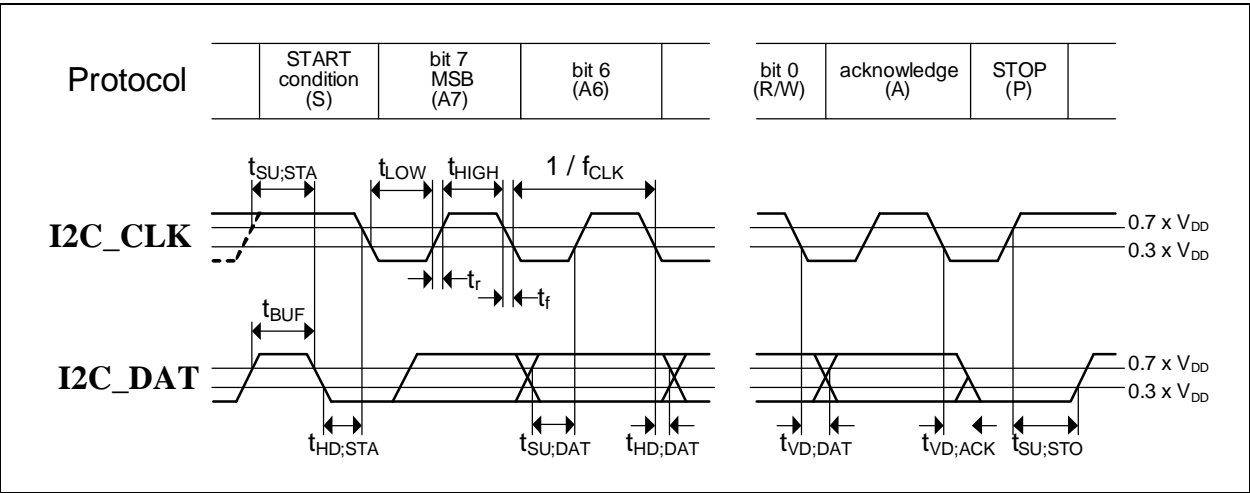 Protocol
START
condition
(S)
bit 7
MSB
(A7)
bit 6
(A6)
bit 0
(R/W)
acknowledge
(A)
STOP
(P)
tSU;STA
tLOW
tHIGH
1 / fCLK
I2C_CLK
0.7 x VDD
0.3 x VDD
tr
tf
tBUF
I2C_DAT
0.7 x VDD
0.3 x VDD
tHD;STA
tSU;DAT
tHD;DAT
tVD;DAT
tVD;ACK
tSU;STO